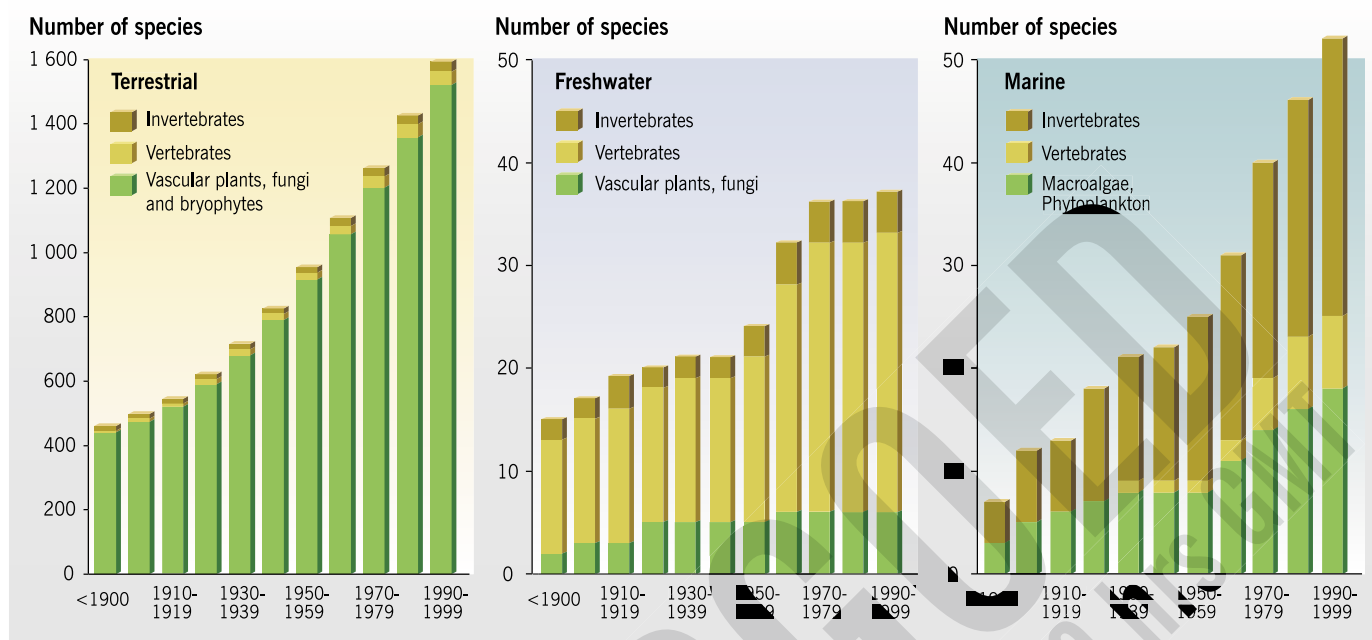 Number of species
1 600
1 400
1 200
1 000
800
600
400
200
0
Terrestrial
Invertebrates
Vertebrates
Vascular plants, fungi
and bryophytes
<1900
1910-
1919
1930-
1939
1950-
1959
1970-
1979
1990-
1999
Number of species
50
40
30
20
10
0
Freshwater
Invertebrates
Vertebrates
Vascular plants, fungi
<1900
1910-
1919
1930-
1939
1950-
1970-
1979
1990-
1999
Number of species
50
40
30
Marine
Invertebrates
Vertebrates
Macroalgae,
Phytoplankton
1910-
1919
1950-
1959
1970-
1979
1990-
1999
GMT